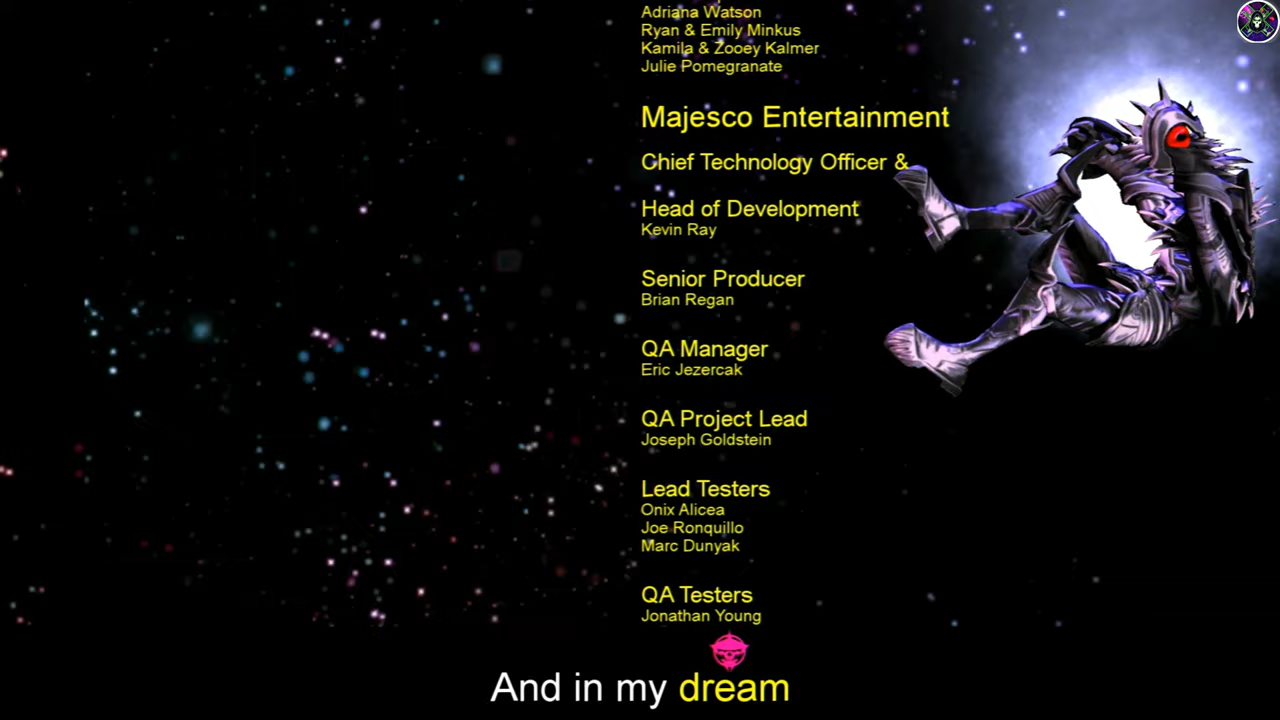 Adriana Watson
Ryan & Emily Minkus
Kamila & Zooey Kalmer
Julie Pomegranate
Majesco Entertainment
Chief Technology Officer &
Head of Development
Kevin Ray
Senior Producer
Brian Regan
QA Manager
Eric Jezercak
QA Project Lead
Joseph Goldstein
Lead Testers
Onix Alicea
Joe Ronquillo
Marc Dunyak
QA Testers
Jonathan Young
And in my dream